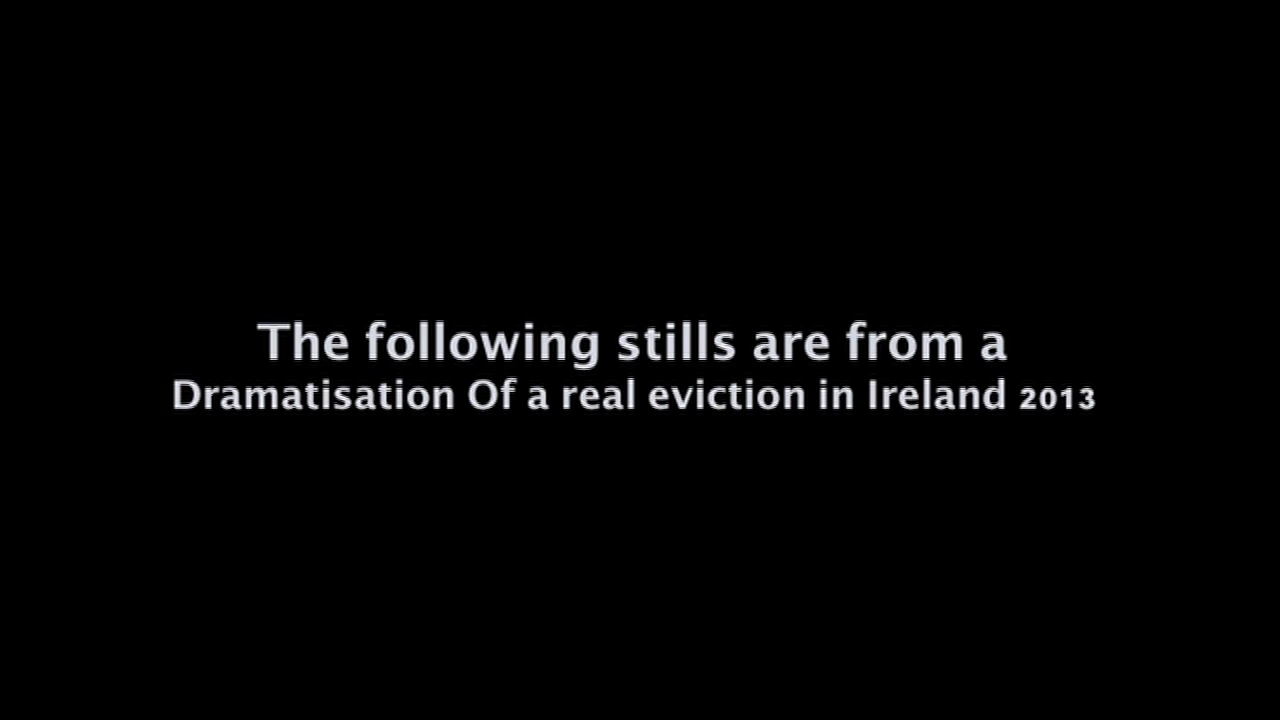 The following stills are from a
Dramatisation Of a real eviction in Ireland 2013